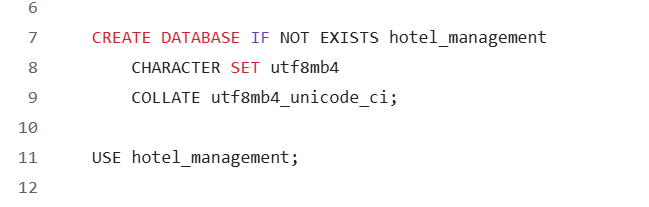 6
7 CREATE DATABASE IF NOT EXISTS hotel_management
8 CHARACTER SET utf8mb4
9 COLLATE utf8mb4_unicode_ci;
10
11 USE hotel_management;
12